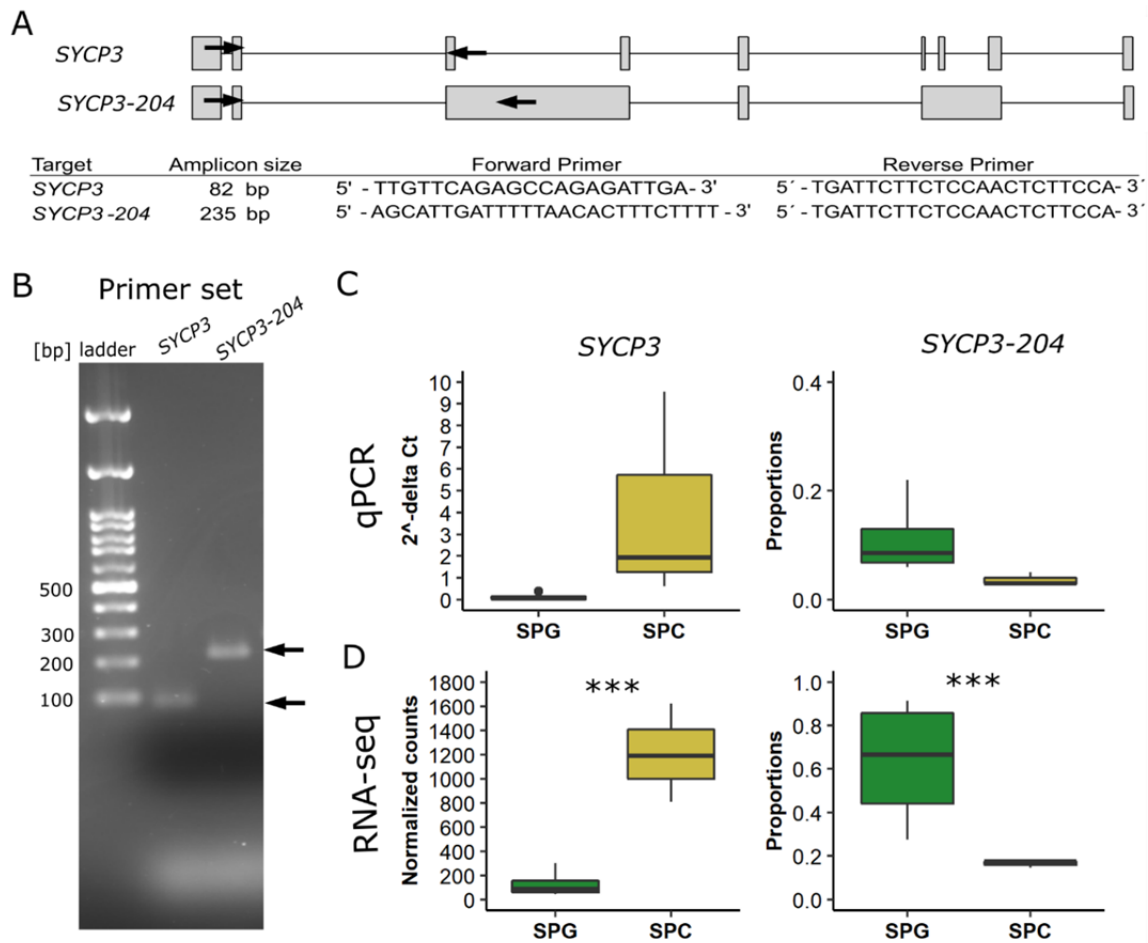 A
SYCP3
SYCP3-204
Target Amplicon size Forward Primer Reverse Primer
SYCP3 82 bp 5' - TTGTTCAGAGCCAGAGATTGA- 3' 5´ - TGATTCTTCTCCAACTCTTCCA- 3´
SYCP3-204 235 bp 5' - AGCATTGATTTTTAACACTTTCTTTT - 3' 5´ - TGATTCTTCTCCAACTCTTCCA- 3´
B
Primer set
[bp] ladder SYCP3 SYCP3-204
500
300
200
100
C
SYCP3 SYCP3-204
qPCR
2^-delta Ct
10
9
8
7
6
5
4
3
2
1
0
SPG SPC
Proportions
0.4
0.2
0.0
SPG SPC
D
RNA-seq
Normalized counts
1800
1600
1400
1200
1000
800
600
400
200
0
***
SPG SPC
Proportions
1.0
0.8
0.6
0.4
0.2
0.0
***
SPG SPC